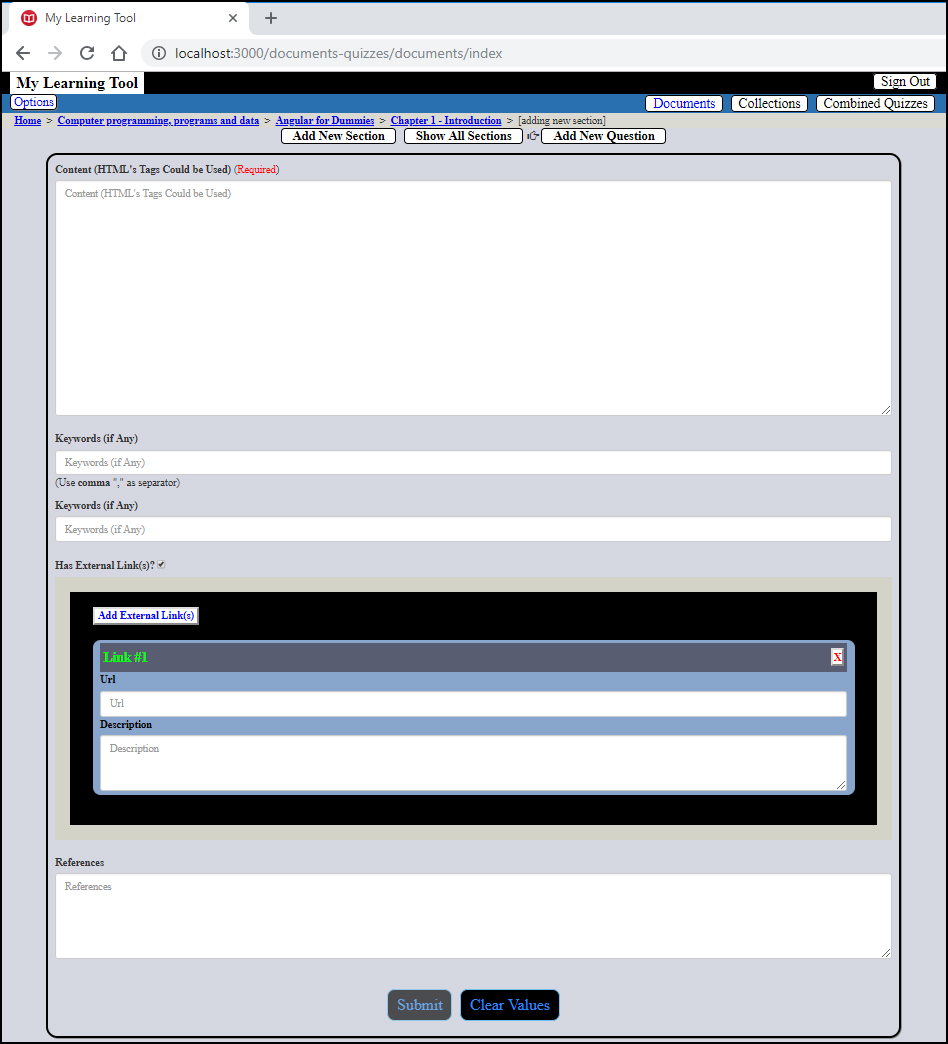 My Learning Tool
localhost:3000/documents-quizzes/documents/index
My Learning Tool Sign Out
Options Documents Collections Combined Quizzes
Home > Computer programming, programs and data > Angular for Dummies > Chapter 1 - Introduction > [adding new section]
Add New Section Show All Sections Add New Question
Content (HTML's Tags Could be Used) (Required)
Content (HTML's Tags Could be Used)
Keywords (if Any)
Keywords (if Any)
(Use comma "," as separator)
Keywords (if Any)
Keywords (if Any)
Has External Link(s)?
Add External Link(s)
Link #1 X
Url
Url
Description
Description
References
References
Submit Clear Values